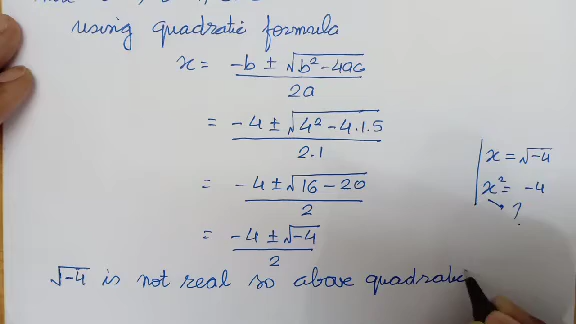 using quadratic formula
x = -b ± √b² - 4ac / 2a
= -4 ± √4² - 4.1.5 / 2.1
= -4 ± √16 - 20 / 2
= -4 ± √-4 / 2
x = √-4
x² = -4
?
√-4 is not real so above quadratic